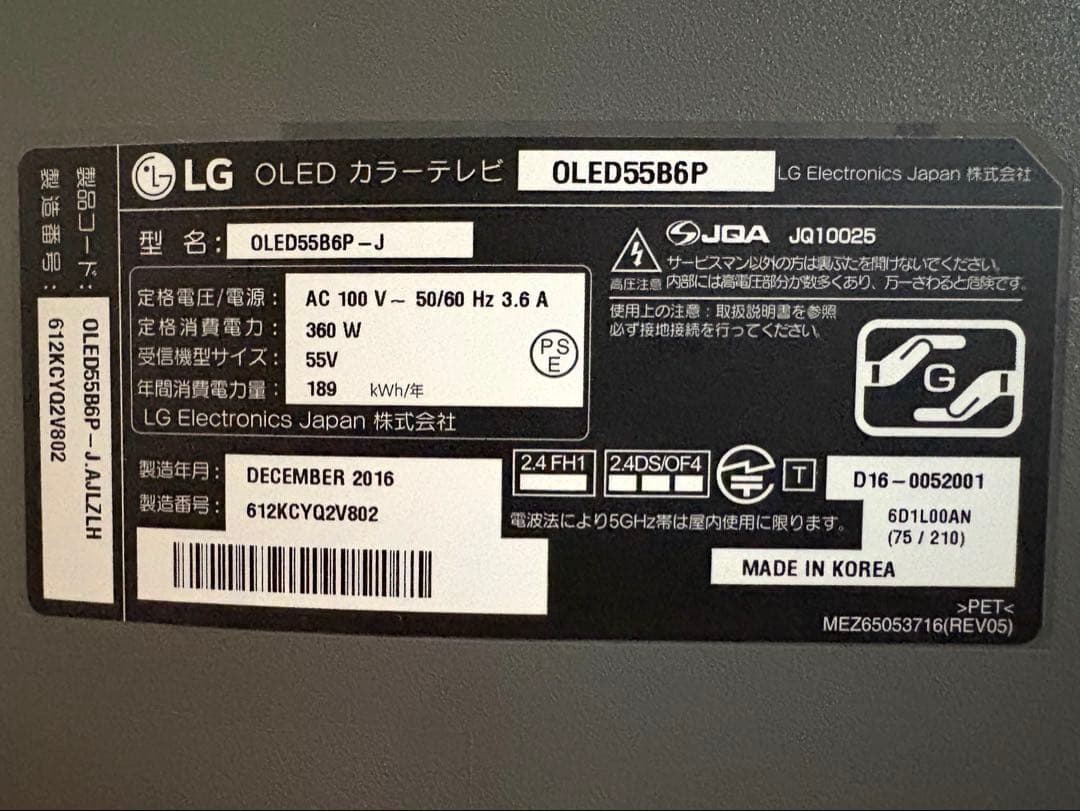 製品コード: OLED55B6P-J.AJLZLH
製造番号: 612KCYQ2V802
LG OLED カラーテレビ OLED55B6P LG Electronics Japan 株式会社
型 名: OLED55B6P-J
定格電圧/電源: AC 100 V~ 50/60 Hz 3.6 A
定格消費電力: 360 W
受信機型サイズ: 55V
年間消費電力量: 189 kWh/年
PS
E
LG Electronics Japan 株式会社
JQA JQ10025
サービスマン以外の方は裏ぶたを開けないでください。
高圧注意 内部には高電圧部分が数多くあり、万一さわると危険です。
使用上の注意:取扱説明書を参照
必ず接地接続を行ってください。
G
製造年月: DECEMBER 2016
製造番号: 612KCYQ2V802
2.4 FH1 2.4DS/OF4 T D16-0052001
電波法により5GHz帯は屋内使用に限ります。
6D1L00AN
(75 / 210)
MADE IN KOREA
>PET<
MEZ65053716(REV05)